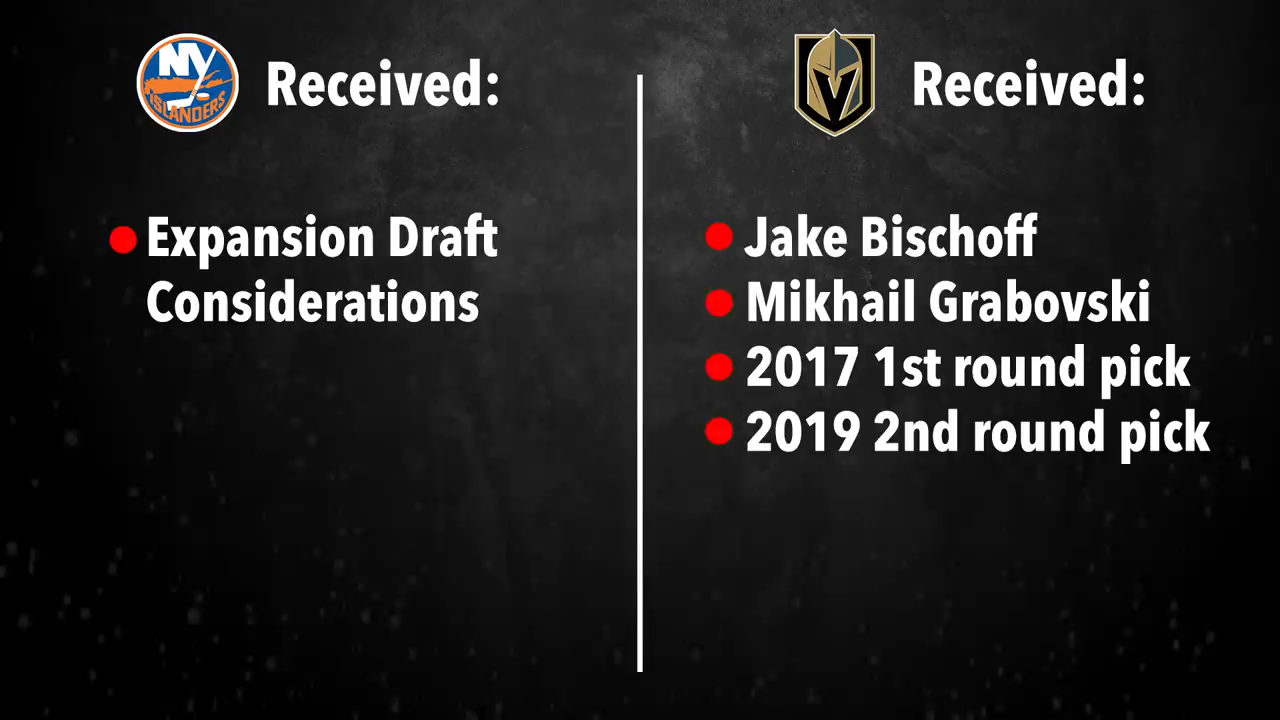 NY
ISLANDERS
Received:
Expansion Draft
Considerations
Received:
Jake Bischoff
Mikhail Grabovski
2017 1st round pick
2019 2nd round pick